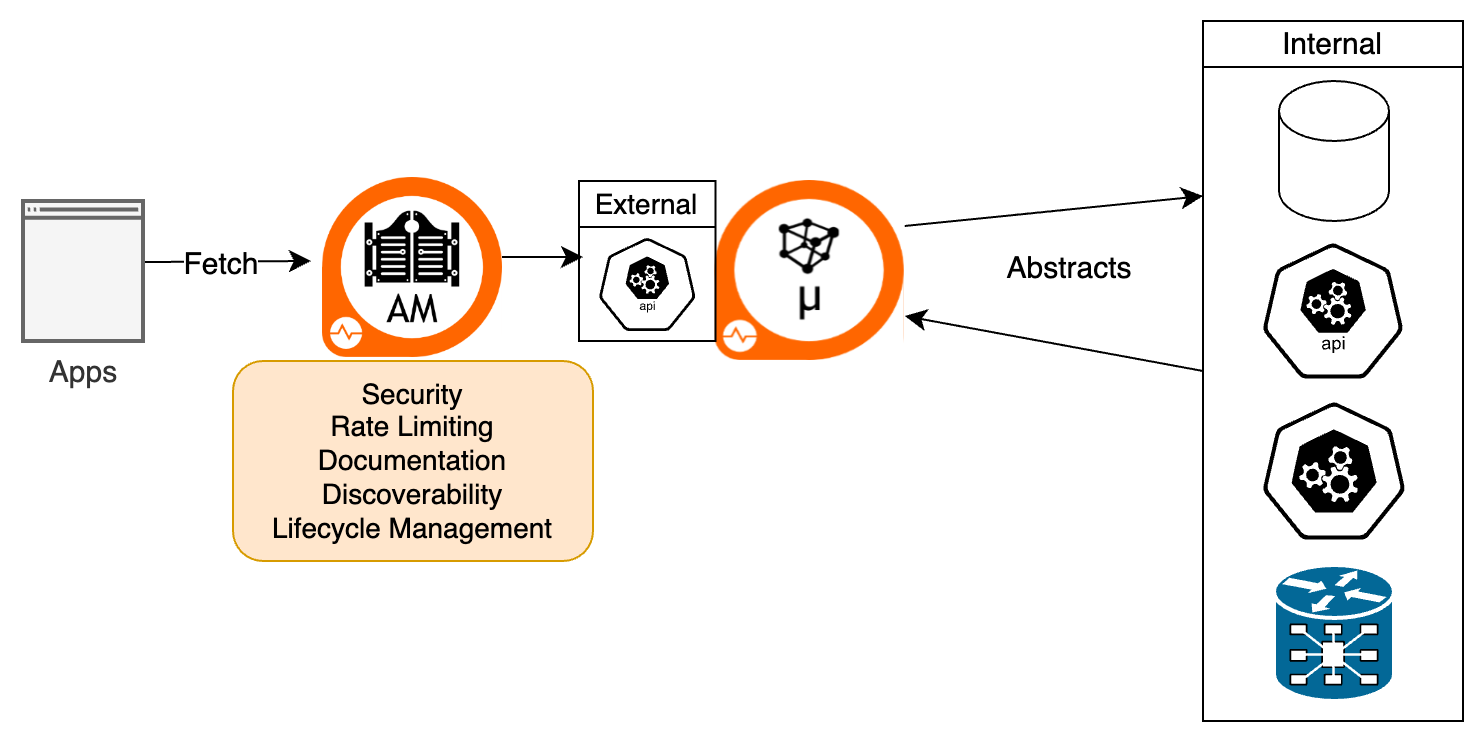 Apps
Fetch
AM
Security
Rate Limiting
Documentation
Discoverability
Lifecycle Management
External
api
μ
Abstracts
Internal
api